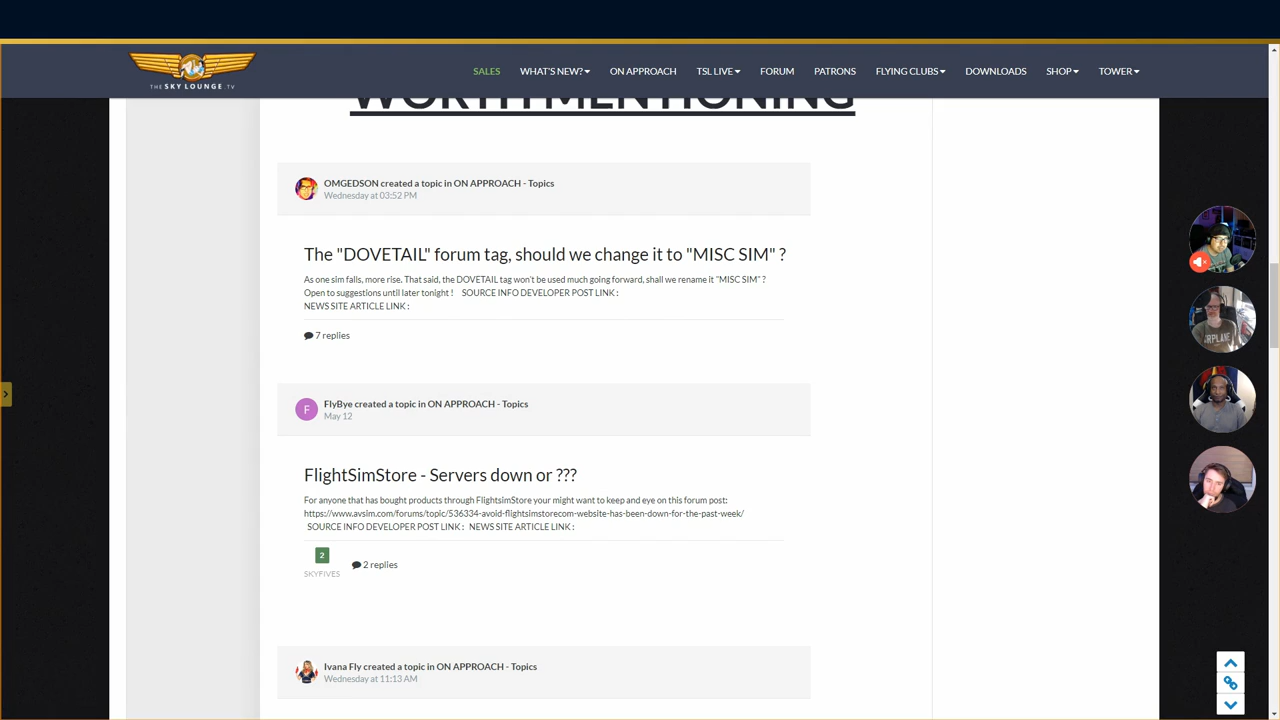 THE SKY LOUNGE .TV
SALES WHAT'S NEW? ON APPROACH TSL LIVE FORUM PATRONS FLYING CLUBS DOWNLOADS SHOP TOWER
WORTH MENTIONING
OMGEDSON created a topic in ON APPROACH - Topics
Wednesday at 03:52 PM
The "DOVETAIL" forum tag, should we change it to "MISC SIM" ?
As one sim falls, more rise. That said, the DOVETAIL tag won't be used much going forward, shall we rename it "MISC SIM" ?
Open to suggestions until later tonight ! SOURCE INFO DEVELOPER POST LINK :
NEWS SITE ARTICLE LINK :
7 replies
F
FlyBye created a topic in ON APPROACH - Topics
May 12
FlightSimStore - Servers down or ???
For anyone that has bought products through FlightsimStore your might want to keep and eye on this forum post:
https://www.avsim.com/forums/topic/536334-avoid-flightsimstorecom-website-has-been-down-for-the-past-week/
SOURCE INFO DEVELOPER POST LINK : NEWS SITE ARTICLE LINK :
2
SKYFIVES
2 replies
Ivana Fly created a topic in ON APPROACH - Topics
Wednesday at 11:13 AM